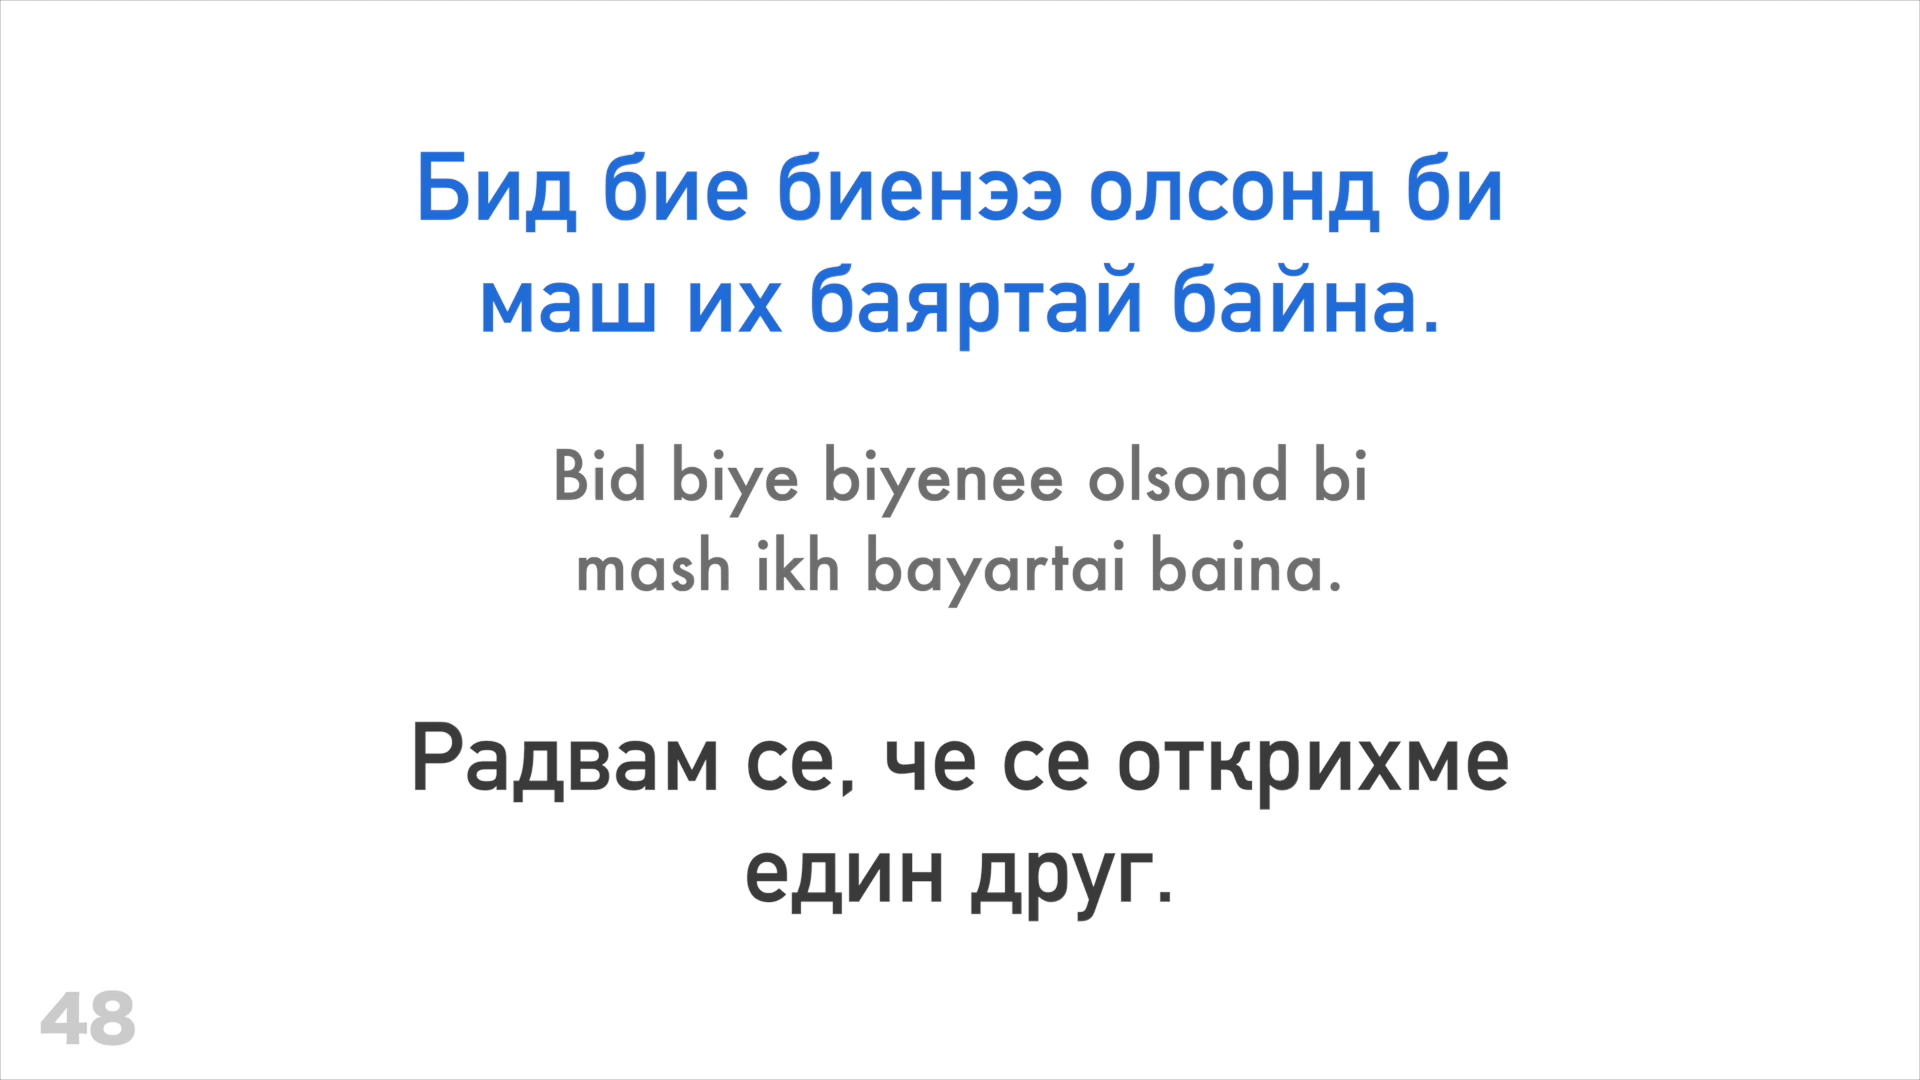 Бид бие биенээ олсонд би
маш их баяртай байна.
Bid biye biyenee olsond bi
mash ikh bayartai baina.
Радвам се, че се открихме
един друг.
48